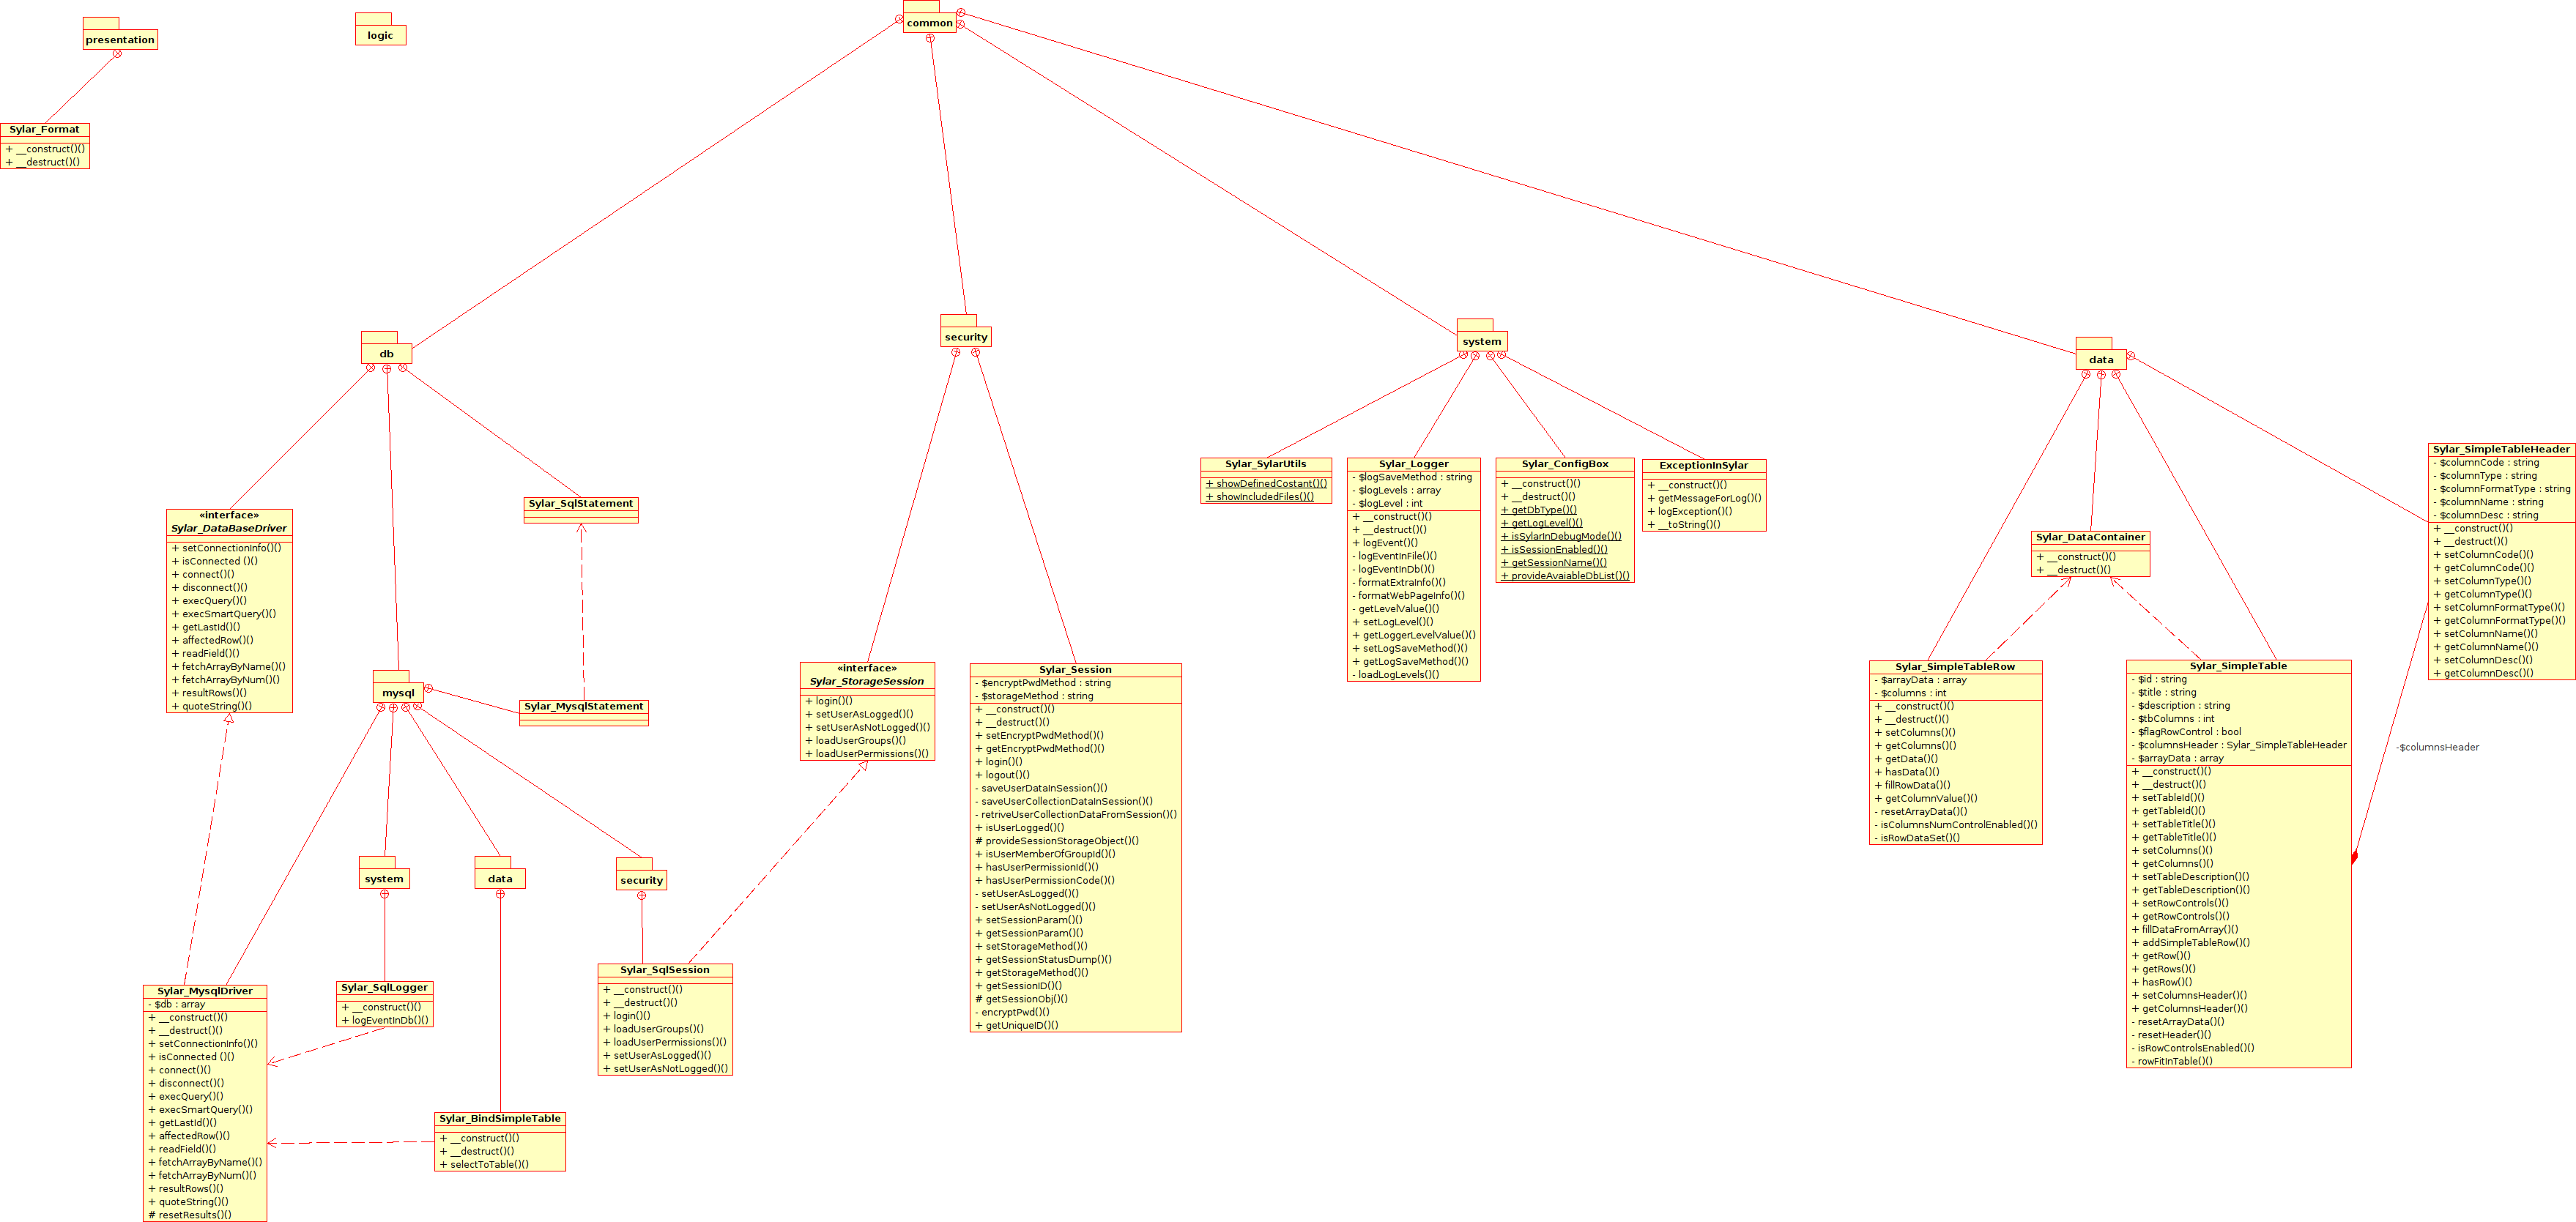 presentation
logic
common
Sylar_Format
+ __construct()()
+ __destruct()()
db
security
system
data
«interface»
Sylar_DataBaseDriver
+ setConnectionInfo()()
+ isConnected ()()
+ connect()()
+ disconnect()()
+ execQuery()()
+ execSmartQuery()()
+ getLastId()()
+ affectedRow()()
+ readField()()
+ fetchArrayByName()()
+ fetchArrayByNum()()
+ resultRows()()
+ quoteString()()
Sylar_SqlStatement
Sylar_SylarUtils
+ showDefinedCostant()()
+ showIncludedFiles()()
Sylar_Logger
- $logSaveMethod : string
- $logLevels : array
- $logLevel : int
+ __construct()()
+ __destruct()()
+ logEvent()()
- logEventInFile()()
- logEventInDb()()
- formatExtraInfo()()
- formatWebPageInfo()()
- getLevelValue()()
+ setLogLevel()()
+ getLoggerLevelValue()()
+ setLogSaveMethod()()
+ getLogSaveMethod()()
- loadLogLevels()()
Sylar_ConfigBox
+ __construct()()
+ __destruct()()
+ getDbType()()
+ getLogLevel()()
+ isSylarInDebugMode()()
+ isSessionEnabled()()
+ getSessionName()()
+ provideAvaiableDbList()()
ExceptionInSylar
+ __construct()()
+ getMessageForLog()()
+ logException()()
+ __toString()()
Sylar_SimpleTableHeader
- $columnCode : string
- $columnType : string
- $columnFormatType : string
- $columnName : string
- $columnDesc : string
+ __construct()()
+ __destruct()()
+ setColumnCode()()
+ getColumnCode()()
+ setColumnType()()
+ getColumnType()()
+ setColumnFormatType()()
+ getColumnFormatType()()
+ setColumnName()()
+ getColumnName()()
+ setColumnDesc()()
+ getColumnDesc()()
Sylar_DataContainer
+ __construct()()
+ __destruct()()
mysql
Sylar_MysqlStatement
«interface»
Sylar_StorageSession
+ login()()
+ setUserAsLogged()()
+ setUserAsNotLogged()()
+ loadUserGroups()()
+ loadUserPermissions()()
Sylar_Session
- $encryptPwdMethod : string
- $storageMethod : string
+ __construct()()
+ __destruct()()
+ setEncryptPwdMethod()()
+ getEncryptPwdMethod()()
+ login()()
+ logout()()
- saveUserDataInSession()()
- saveUserCollectionDataInSession()()
- retriveUserCollectionDataFromSession()()
+ isUserLogged()()
# provideSessionStorageObject()()
+ isUserMemberOfGroupId()()
+ hasUserPermissionId()()
+ hasUserPermissionCode()()
- setUserAsLogged()()
- setUserAsNotLogged()()
+ setSessionParam()()
+ getSessionParam()()
+ setStorageMethod()()
+ getSessionStatusDump()()
+ getStorageMethod()()
+ getSessionID()()
# getSessionObj()()
- encryptPwd()()
+ getUniqueID()()
Sylar_SimpleTableRow
- $arrayData : array
- $columns : int
+ __construct()()
+ __destruct()()
+ setColumns()()
+ getColumns()()
+ getData()()
+ hasData()()
+ fillRowData()()
+ getColumnValue()()
- resetArrayData()()
- isColumnsNumControlEnabled()()
- isRowDataSet()()
Sylar_SimpleTable
- $id : string
- $title : string
- $description : string
- $tbColumns : int
- $flagRowControl : bool
- $columnsHeader : Sylar_SimpleTableHeader
- $arrayData : array
+ __construct()()
+ __destruct()()
+ setTableId()()
+ getTableId()()
+ setTableTitle()()
+ getTableTitle()()
+ setColumns()()
+ getColumns()()
+ setTableDescription()()
+ getTableDescription()()
+ setRowControls()()
+ getRowControls()()
+ fillDataFromArray()()
+ addSimpleTableRow()()
+ getRow()()
+ getRows()()
+ hasRow()()
+ setColumnsHeader()()
+ getColumnsHeader()()
- resetArrayData()()
- resetHeader()()
- isRowControlsEnabled()()
- rowFitInTable()()
-$columnsHeader
system
data
security
Sylar_MysqlDriver
- $db : array
+ __construct()()
+ __destruct()()
+ setConnectionInfo()()
+ isConnected ()()
+ connect()()
+ disconnect()()
+ execQuery()()
+ execSmartQuery()()
+ getLastId()()
+ affectedRow()()
+ readField()()
+ fetchArrayByName()()
+ fetchArrayByNum()()
+ resultRows()()
+ quoteString()()
# resetResults()()
Sylar_SqlLogger
+ __construct()()
+ logEventInDb()()
Sylar_SqlSession
+ __construct()()
+ __destruct()()
+ login()()
+ loadUserGroups()()
+ loadUserPermissions()()
+ setUserAsLogged()()
+ setUserAsNotLogged()()
Sylar_BindSimpleTable
+ __construct()()
+ __destruct()()
+ selectToTable()()